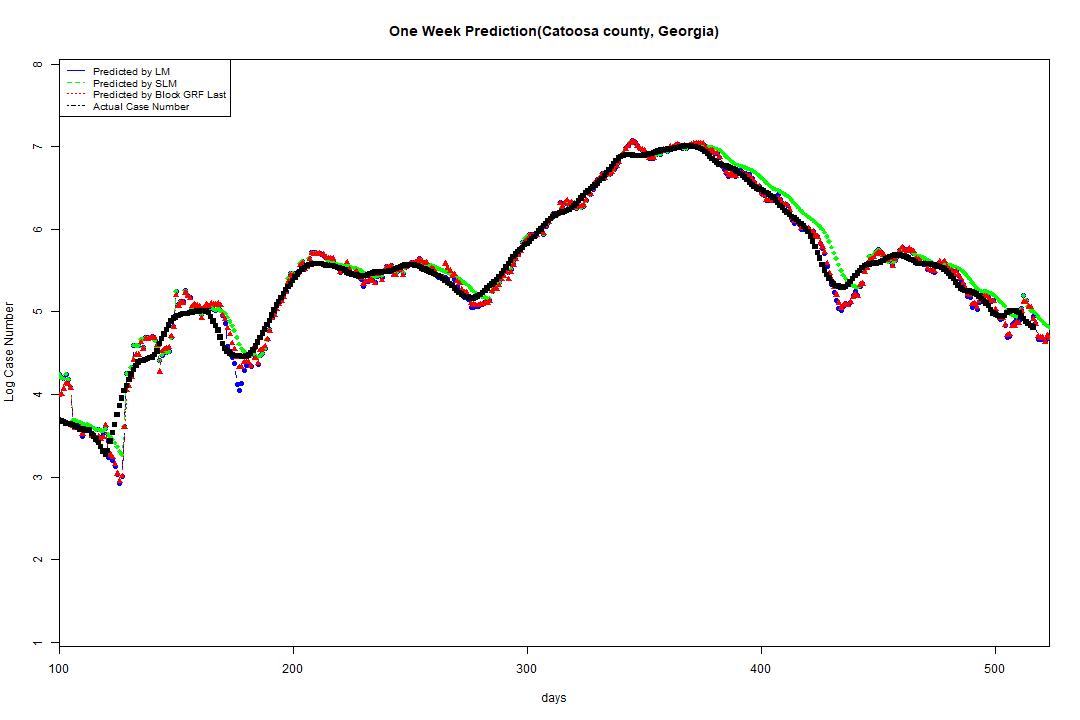 One Week Prediction(Catoosa county, Georgia)
Predicted by LM
Predicted by SLM
Predicted by Block GRF Last
Actual Case Number
8
7
6
5
4
3
2
1
Log Case Number
100 200 300 400 500
days